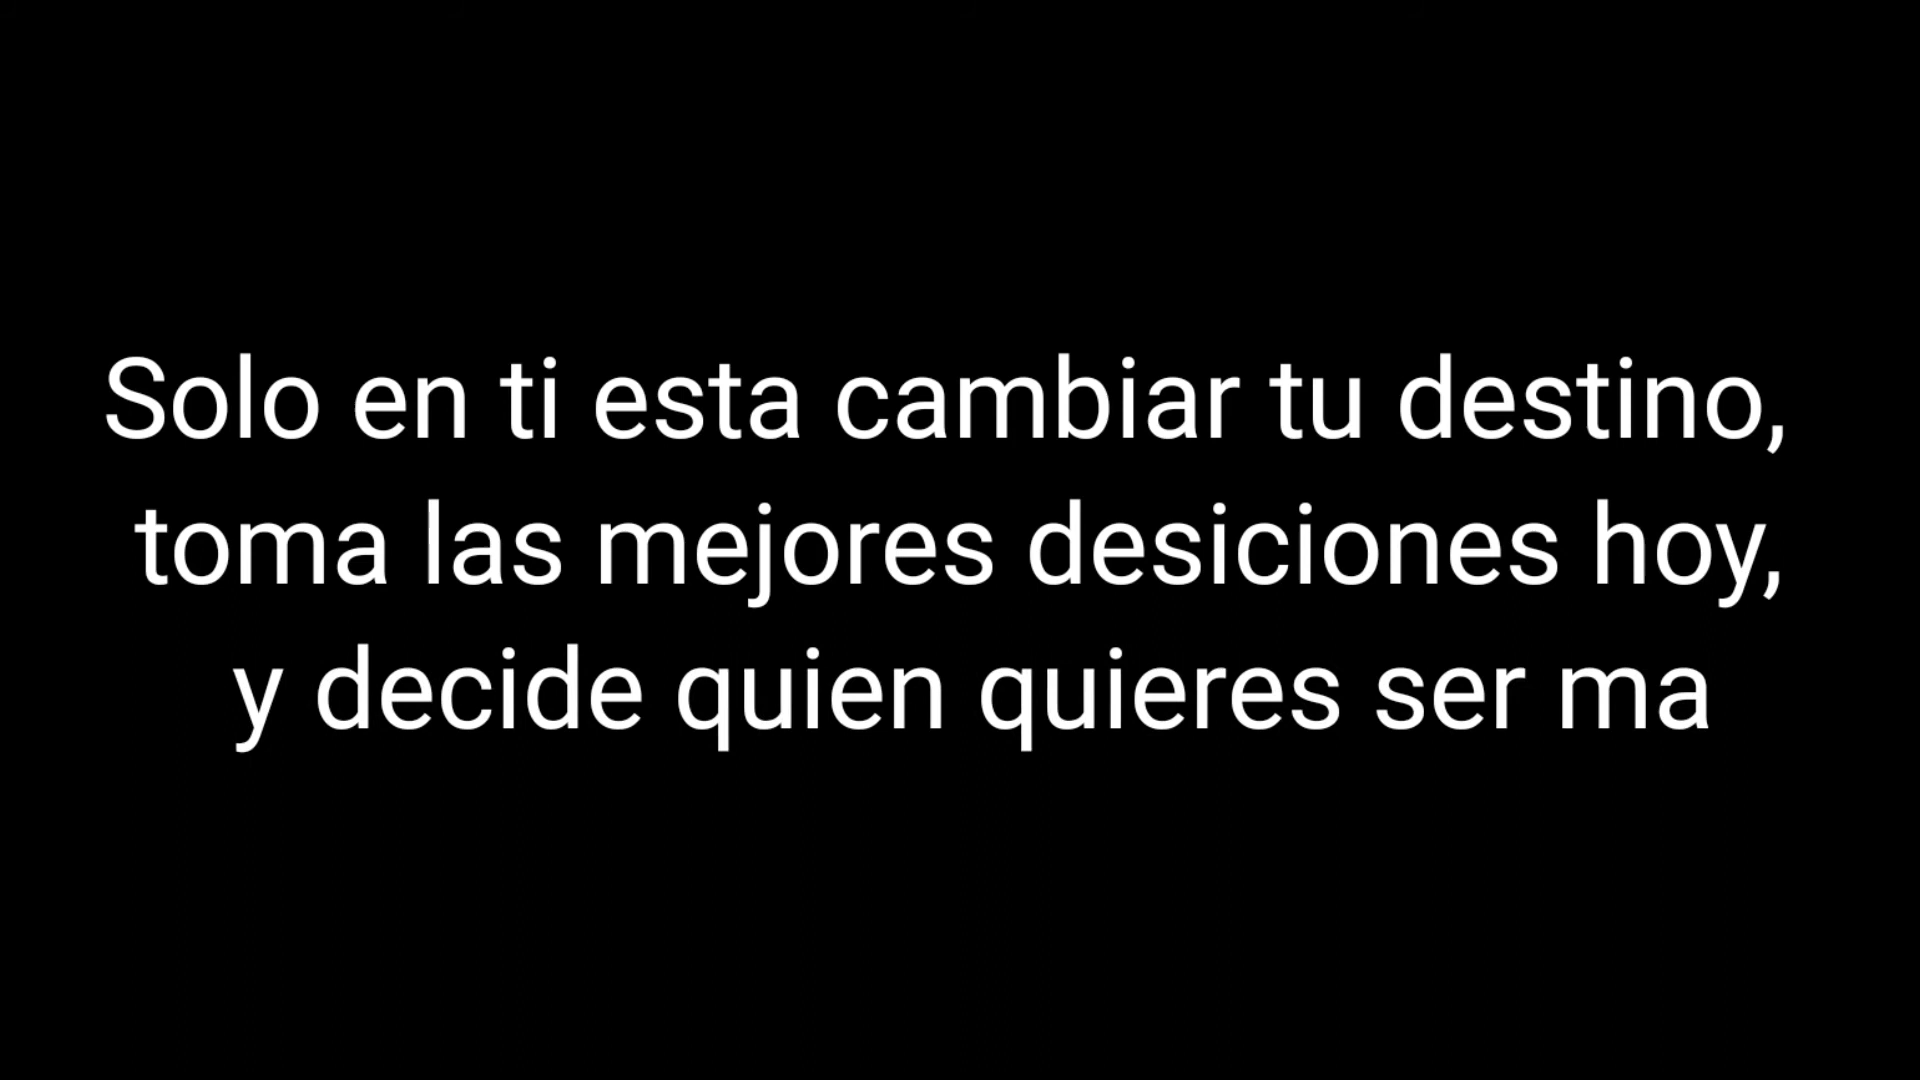 Solo en ti esta cambiar tu destino,
toma las mejores desiciones hoy,
y decide quien quieres ser ma